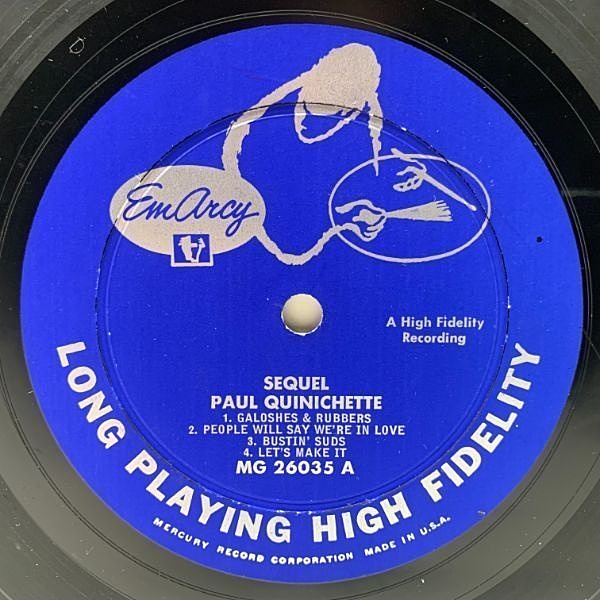 EmArcy
A High Fidelity
Recording
SEQUEL
PAUL QUINICHETTE
1. GALOSHES & RUBBERS
2. PEOPLE WILL SAY WE'RE IN LOVE
3. BUSTIN' SUDS
4. LET'S MAKE IT
MG 26035 A
LONG PLAYING HIGH FIDELITY
MERCURY RECORD CORPORATION MADE IN U.S.A.